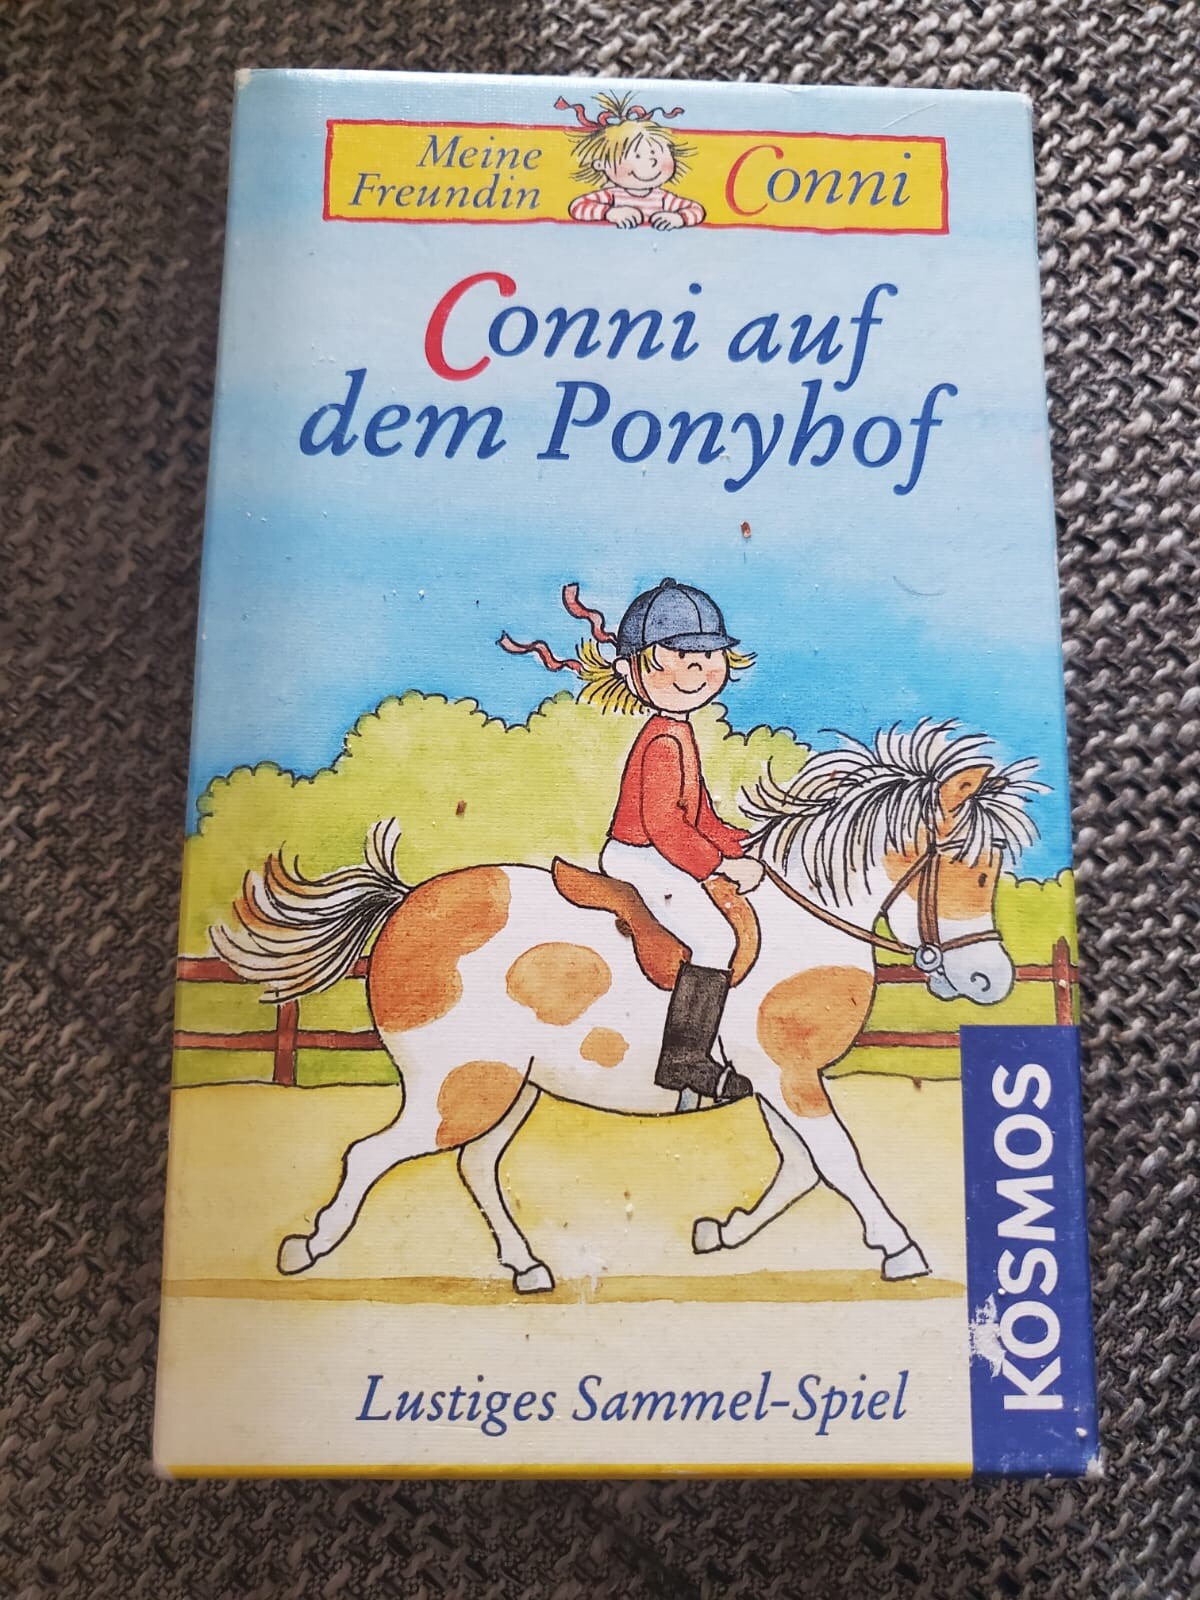 Meine
Freundin
Conni
Conni auf
dem Ponyhof
KOSMOS
Lustiges Sammel-Spiel